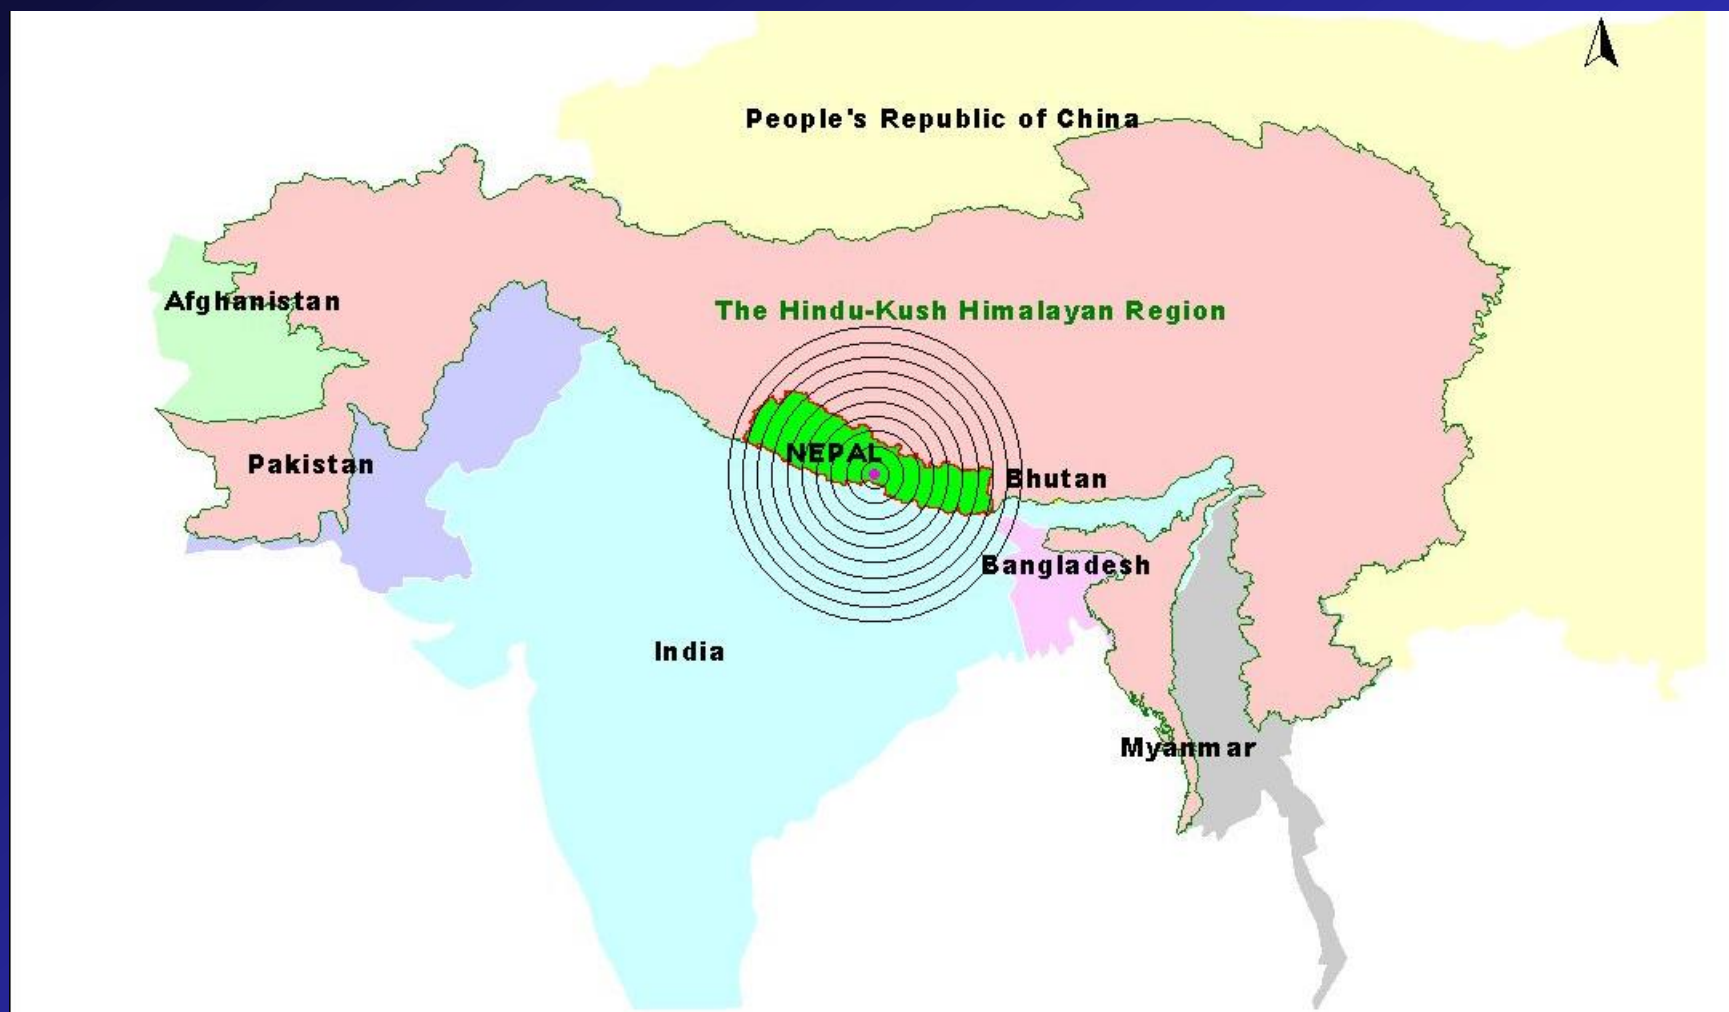 People's Republic of China
Afghanistan
The Hindu-Kush Himalayan Region
NEPAL
Pakistan
Bhutan
Bangladesh
India
Myanmar